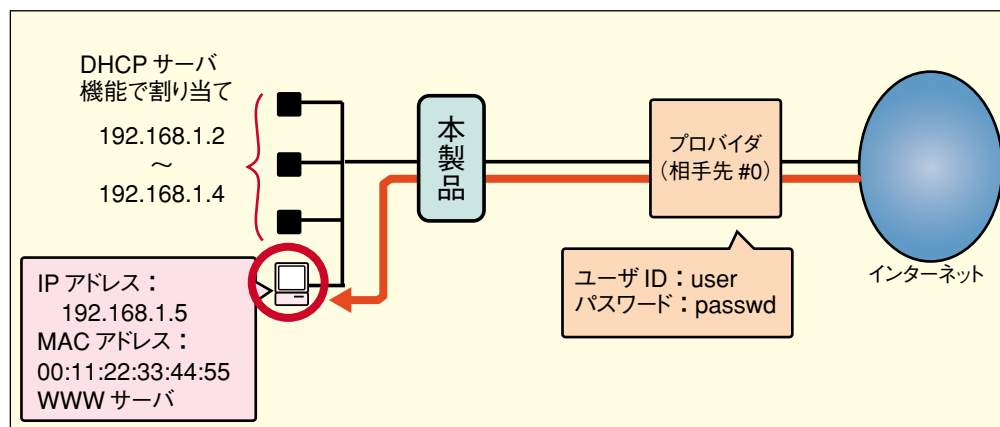 DHCP サーバ
機能で割り当て
192.168.1.2
～
192.168.1.4
本製品
プロバイダ
（相手先 #0）
インターネット
ユーザ ID：user
パスワード：passwd
IP アドレス：
192.168.1.5
MAC アドレス：
00:11:22:33:44:55
WWW サーバ